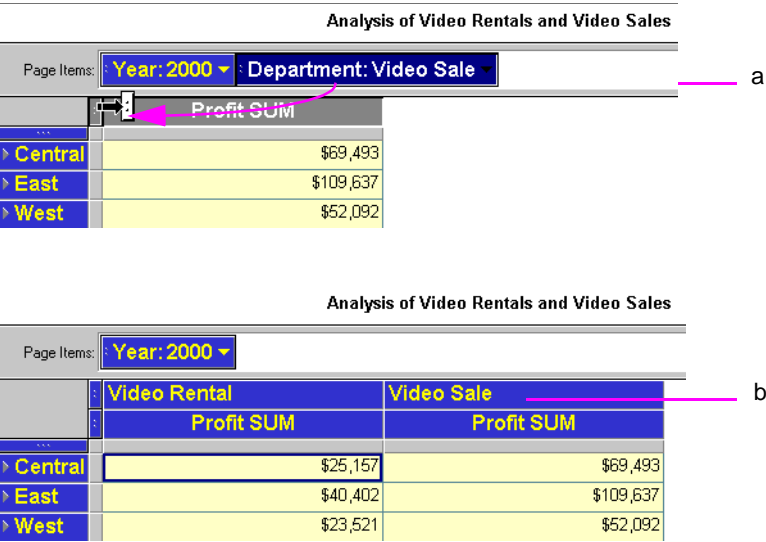 Analysis of Video Rentals and Video Sales
Page Items: Year: 2000 Department: Video Sale a
Profit SUM
Central $69,493
East $109,637
West $52,092
Analysis of Video Rentals and Video Sales
Page Items: Year: 2000
Video Rental Video Sale b
Profit SUM Profit SUM
Central $25,157 $69,493
East $40,402 $109,637
West $23,521 $52,092